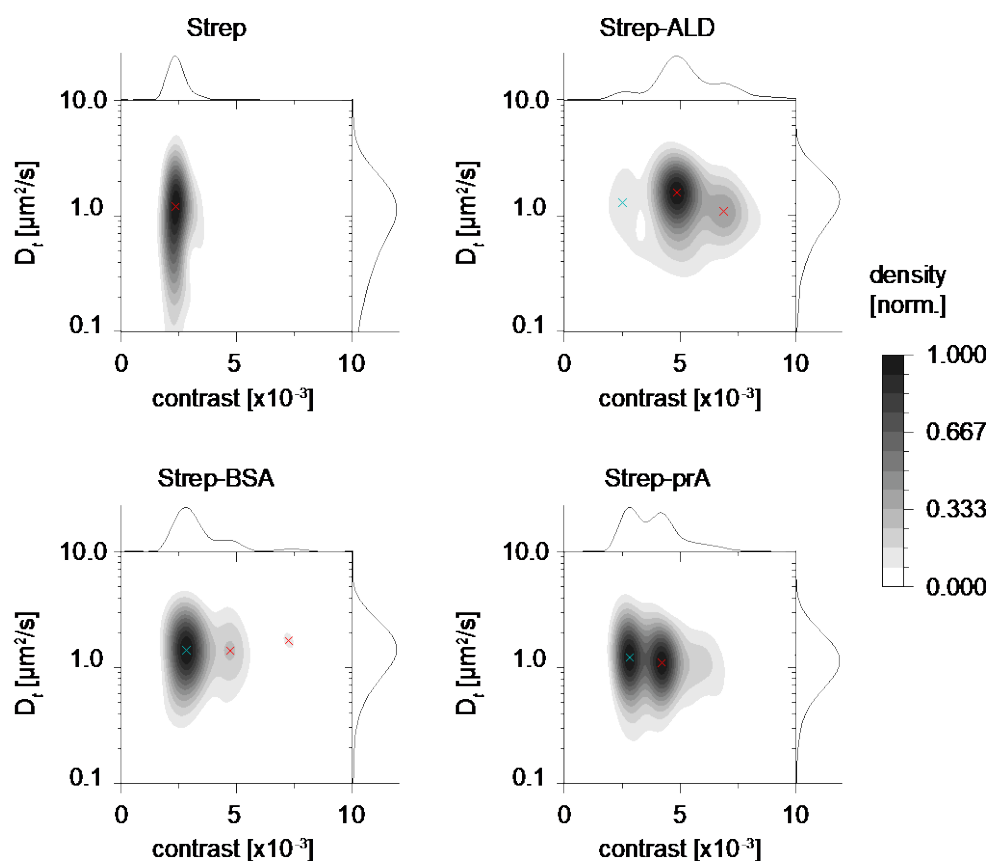 Strep
10.0
1.0
0.1
D_t [µm²/s]
0 5 10
contrast [x10⁻³]
Strep-ALD
10.0
1.0
0.1
D_t [µm²/s]
0 5 10
contrast [x10⁻³]
density
[norm.]
1.000
0.667
0.333
0.000
Strep-BSA
10.0
1.0
0.1
D_t [µm²/s]
0 5 10
contrast [x10⁻³]
Strep-prA
10.0
1.0
0.1
D_t [µm²/s]
0 5 10
contrast [x10⁻³]